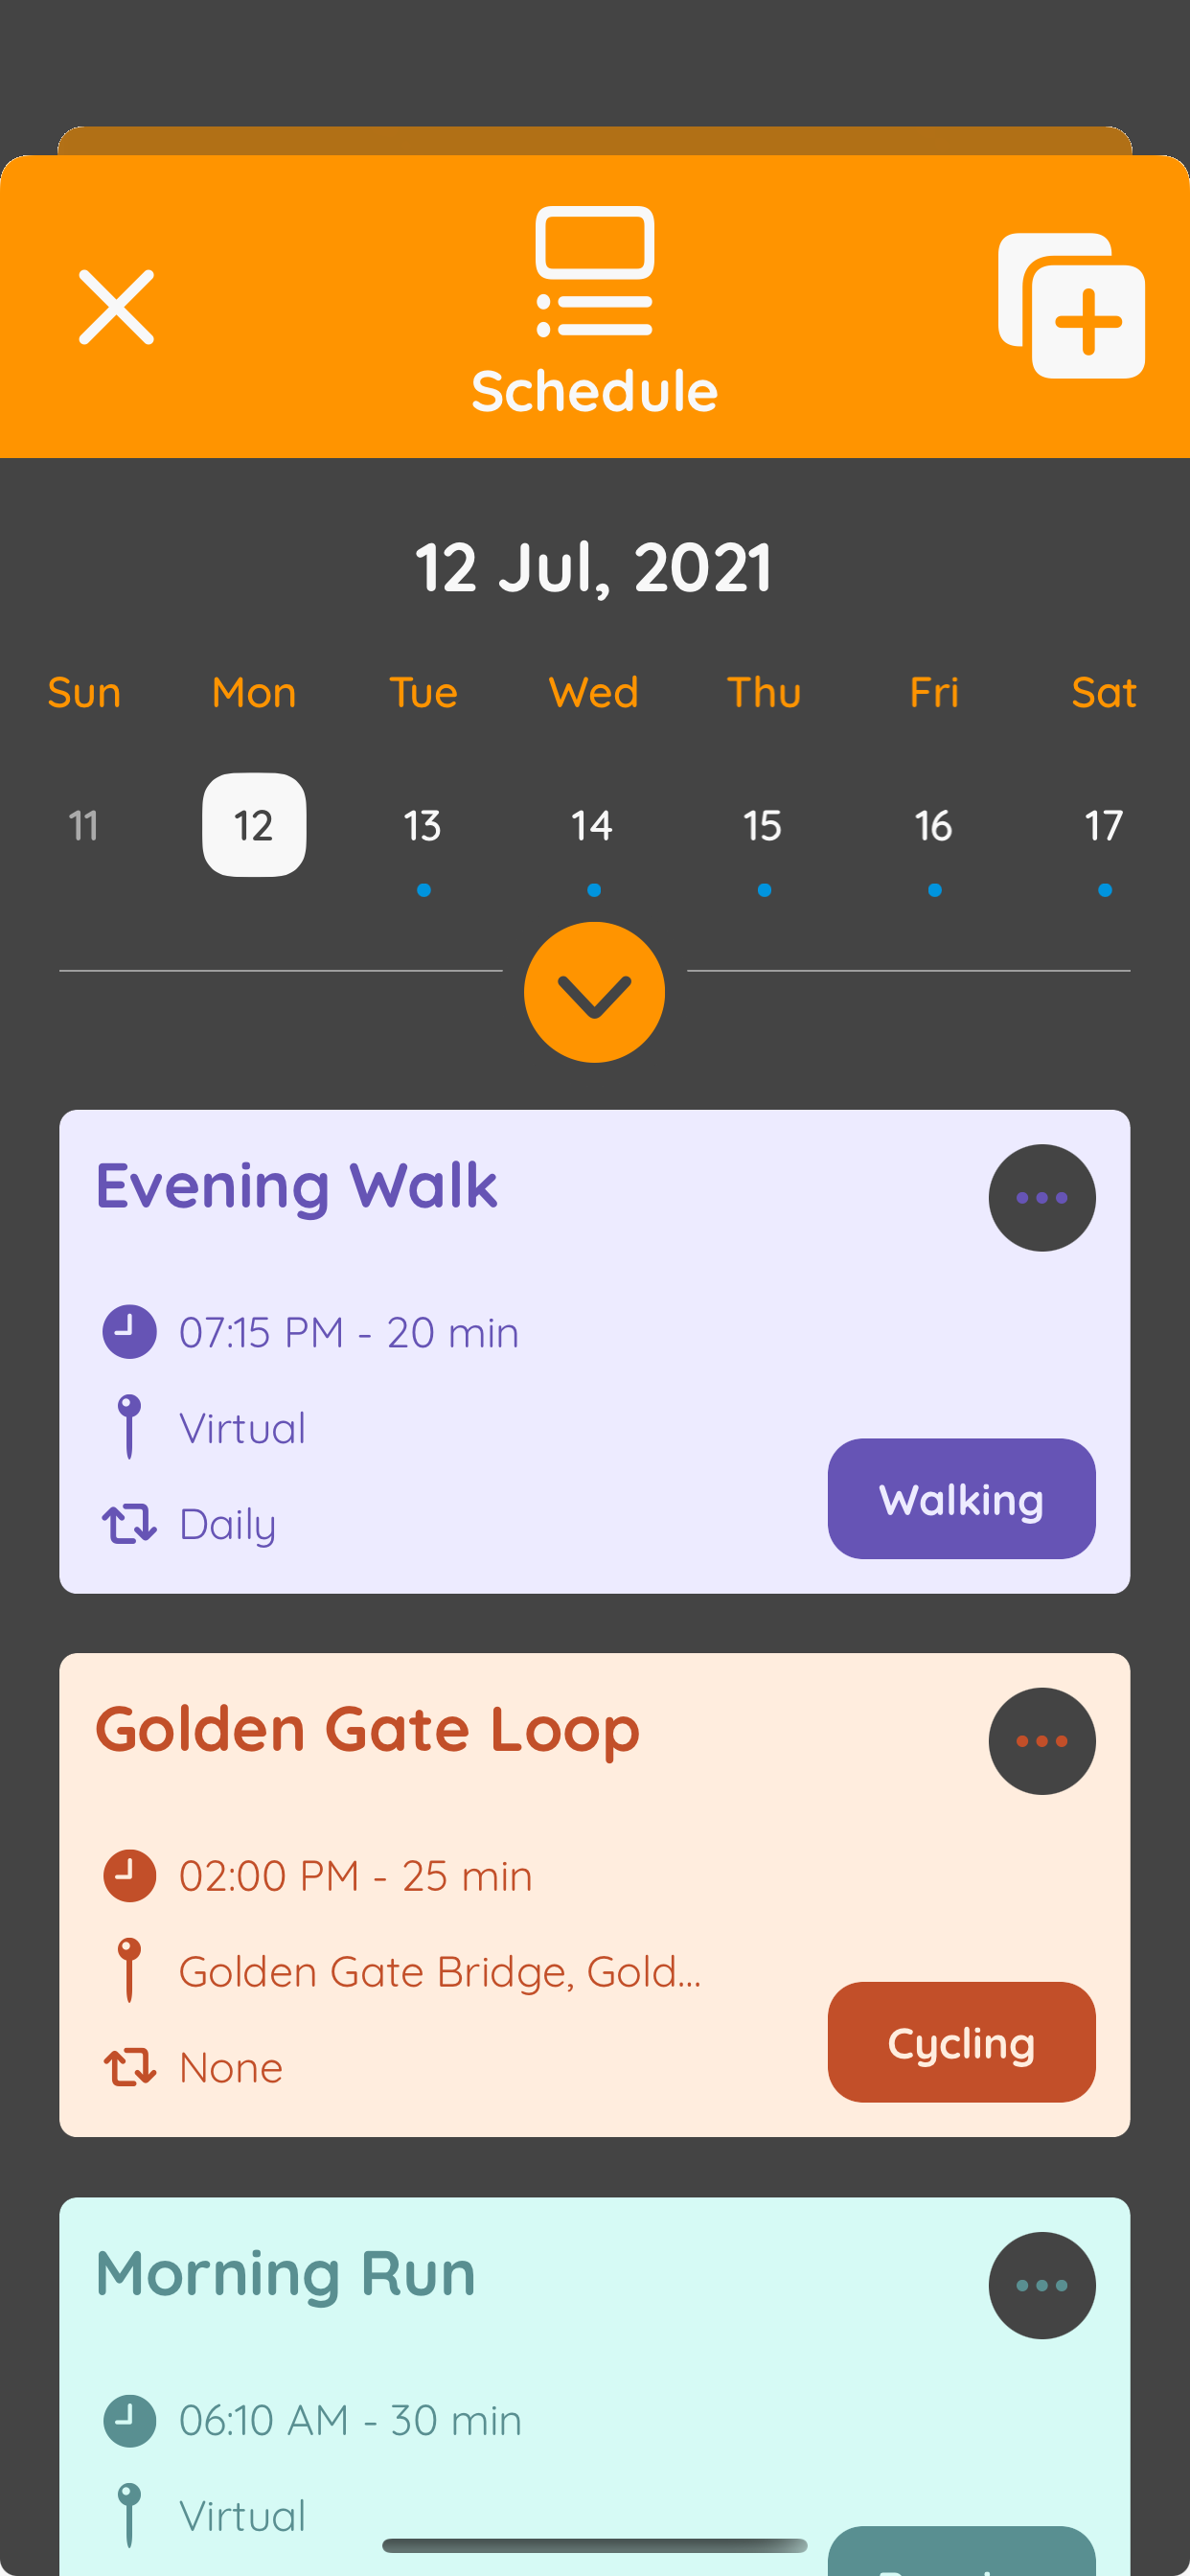 Schedule
12 Jul, 2021
Sun Mon Tue Wed Thu Fri Sat
11 12 13 14 15 16 17
Evening Walk
07:15 PM - 20 min
Virtual
Walking
Daily
Golden Gate Loop
02:00 PM - 25 min
Golden Gate Bridge, Gold...
Cycling
None
Morning Run
06:10 AM - 30 min
Virtual